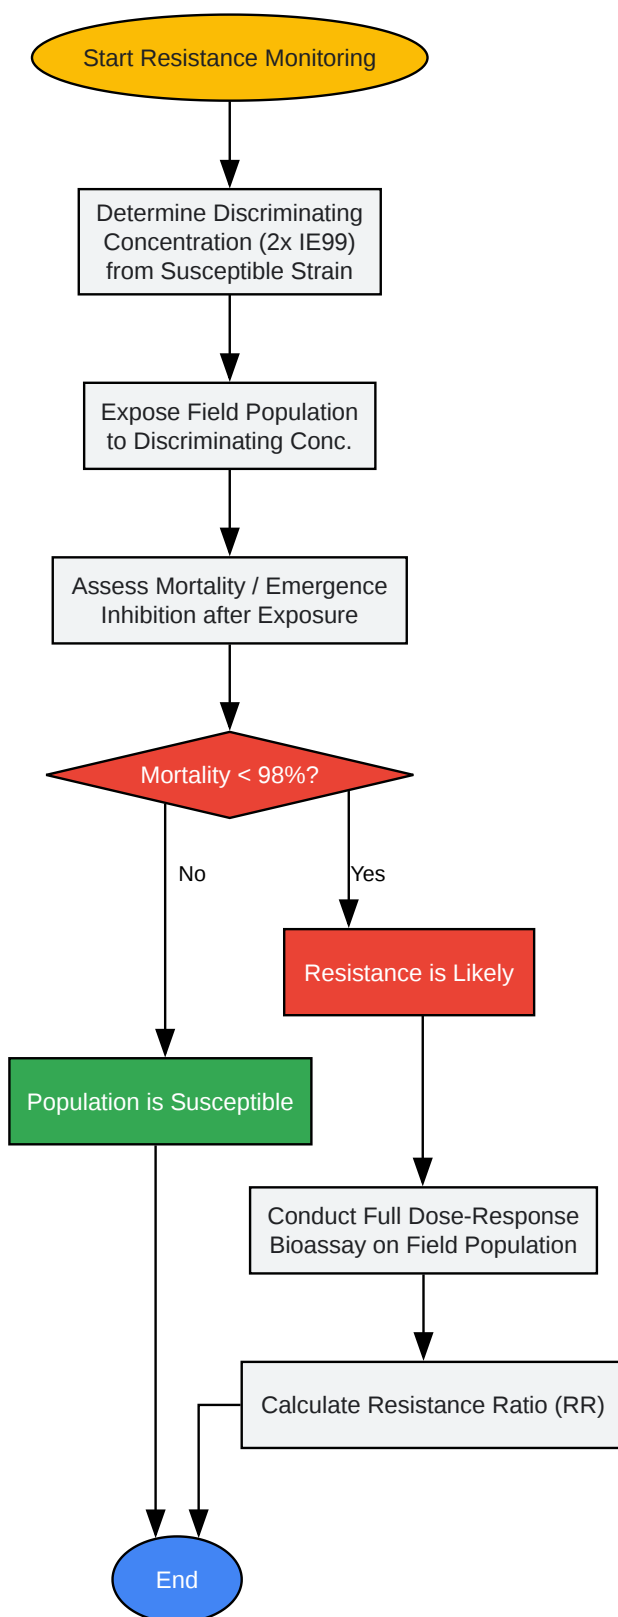 Start Resistance Monitoring
Determine Discriminating
Concentration (2x IE99)
from Susceptible Strain
Expose Field Population
to Discriminating Conc.
Assess Mortality / Emergence
Inhibition after Exposure
Mortality < 98%?
No
Yes
Resistance is Likely
Population is Susceptible
Conduct Full Dose-Response
Bioassay on Field Population
Calculate Resistance Ratio (RR)
End